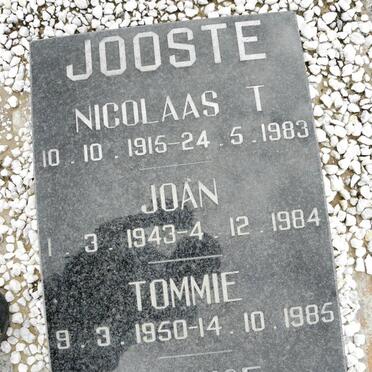 JOOSTE
NICOLAAS T
10.10.1915-24.5.1983
JOAN
1.3.1943-4.12.1984
TOMMIE
9.3.1950-14.10.1985